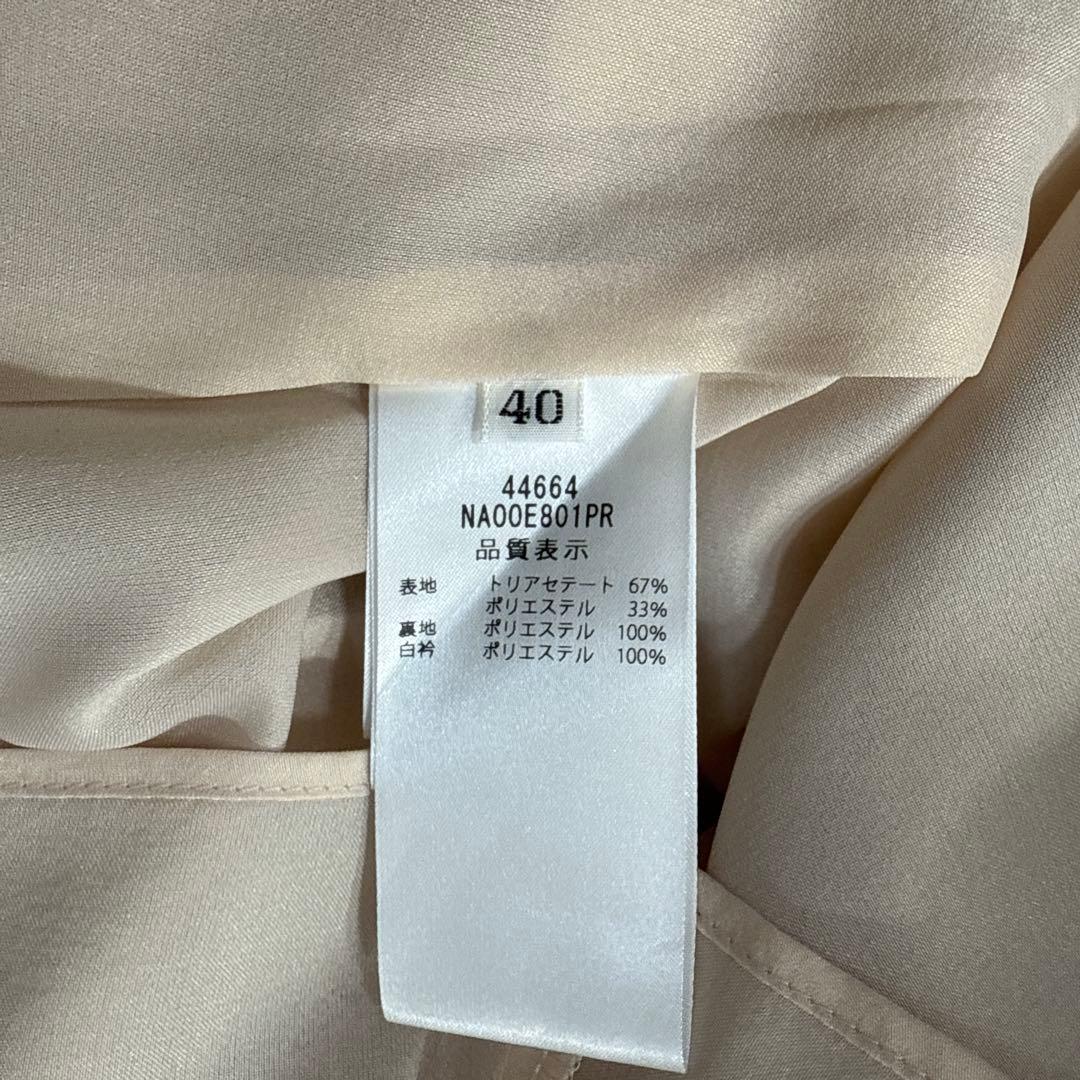 40
44664
NA00E801PR
品質表示
表地 トリアセテート 67%
ポリエステル 33%
裏地 ポリエステル 100%
白衿 ポリエステル 100%